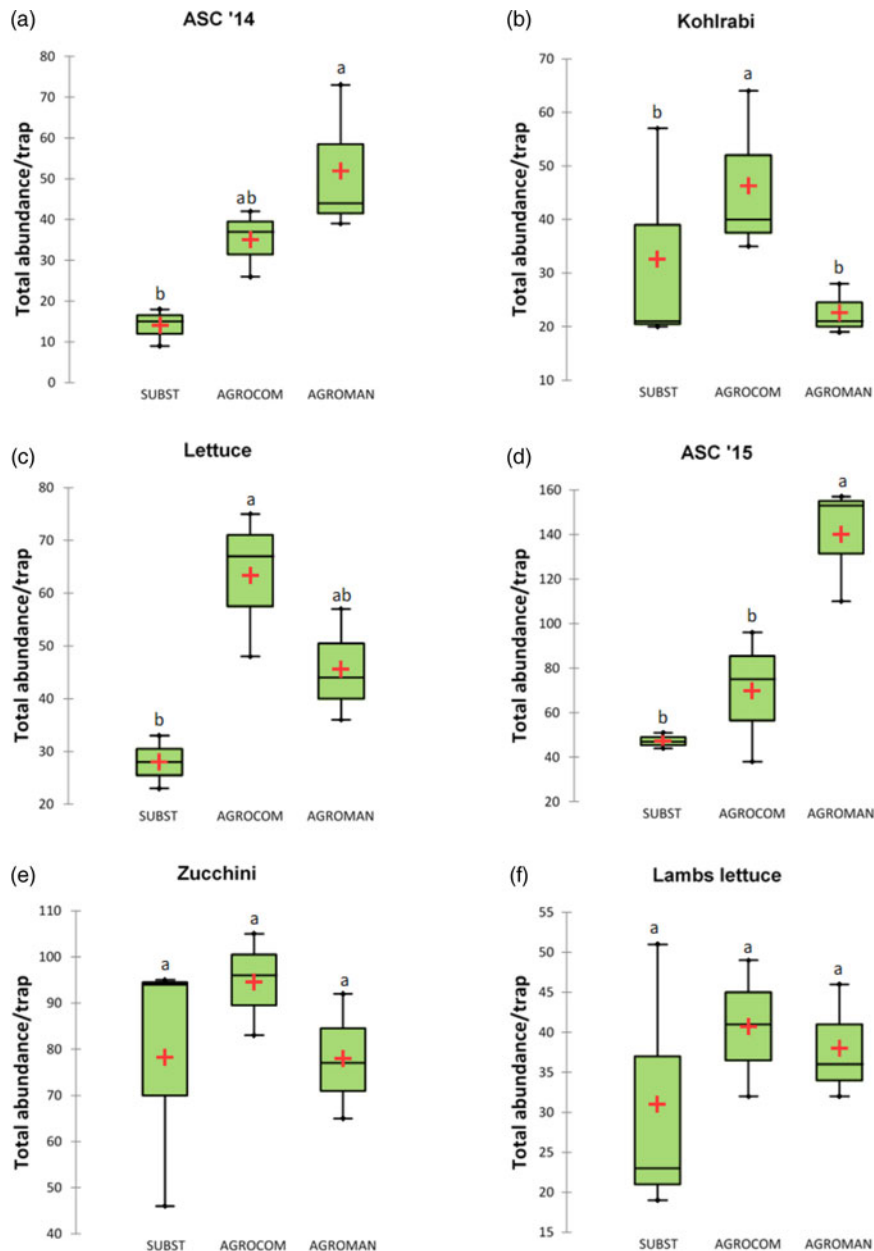 (a) ASC '14
Total abundance/trap
80
70
60
50
40
30
20
10
0
b
ab
a
SUBST AGROCOM AGROMAN
(b) Kohlrabi
Total abundance/trap
70
60
50
40
30
20
10
b
a
b
SUBST AGROCOM AGROMAN
(c) Lettuce
Total abundance/trap
80
70
60
50
40
30
20
b
a
ab
SUBST AGROCOM AGROMAN
(d) ASC '15
Total abundance/trap
160
140
120
100
80
60
40
20
b
b
a
SUBST AGROCOM AGROMAN
(e) Zucchini
Total abundance/trap
110
100
90
80
70
60
50
40
a
a
a
SUBST AGROCOM AGROMAN
(f) Lambs lettuce
Total abundance/trap
55
50
45
40
35
30
25
20
15
a
a
a
SUBST AGROCOM AGROMAN